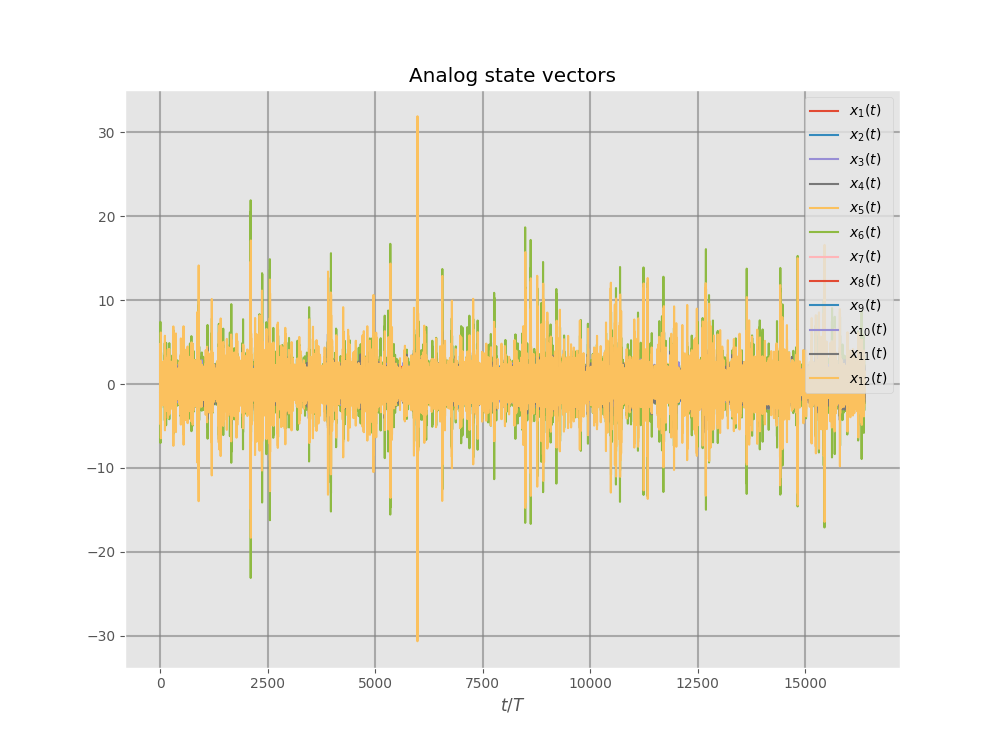 Analog state vectors
30
20
10
0
−10
−20
−30
0
2500
5000
7500
10000
12500
15000
t/T
x₁(t)
x₂(t)
x₃(t)
x₄(t)
x₅(t)
x₆(t)
x₇(t)
x₈(t)
x₉(t)
x₁₀(t)
x₁₁(t)
x₁₂(t)